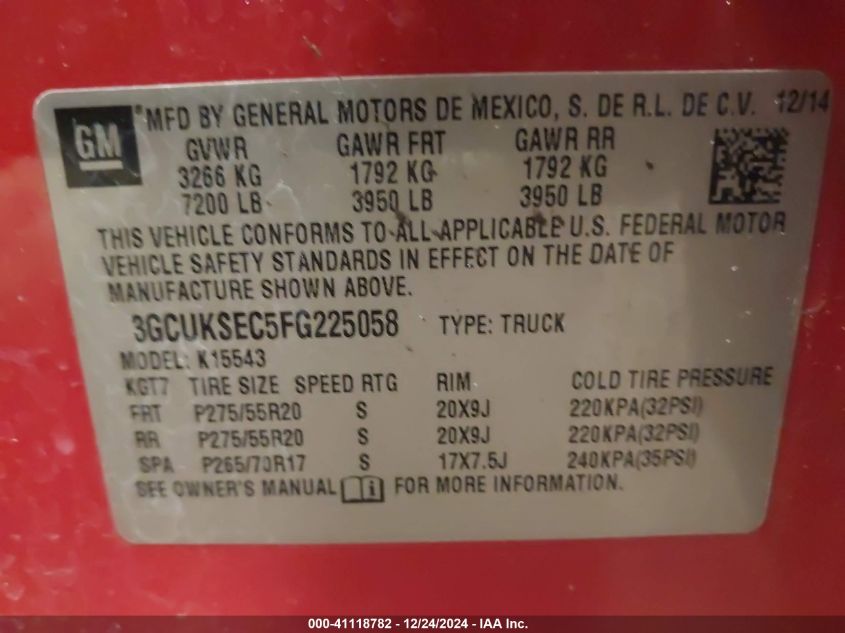 GM
*MFD BY GENERAL MOTORS DE MEXICO, S. DE R.L. DE C.V. 12/14
GVWR GAWR FRT GAWR RR
3266 KG 1792 KG 1792 KG
7200 LB 3950 LB 3950 LB
THIS VEHICLE CONFORMS TO ALL APPLICABLE U.S. FEDERAL MOTOR
VEHICLE SAFETY STANDARDS IN EFFECT ON THE DATE OF
MANUFACTURE SHOWN ABOVE.
3GCUKSEC5FG225058 TYPE: TRUCK
MODEL: K15543
KGT7 TIRE SIZE SPEED RTG RIM COLD TIRE PRESSURE
FRT P275/55R20 S 20X9J 220KPA(32PSI)
RR P275/55R20 S 20X9J 220KPA(32PSI)
SPA P265/70R17 S 17X7.5J 240KPA(35PSI)
SEE OWNER'S MANUAL FOR MORE INFORMATION.
000-41118782 - 12/24/2024 - IAA Inc.